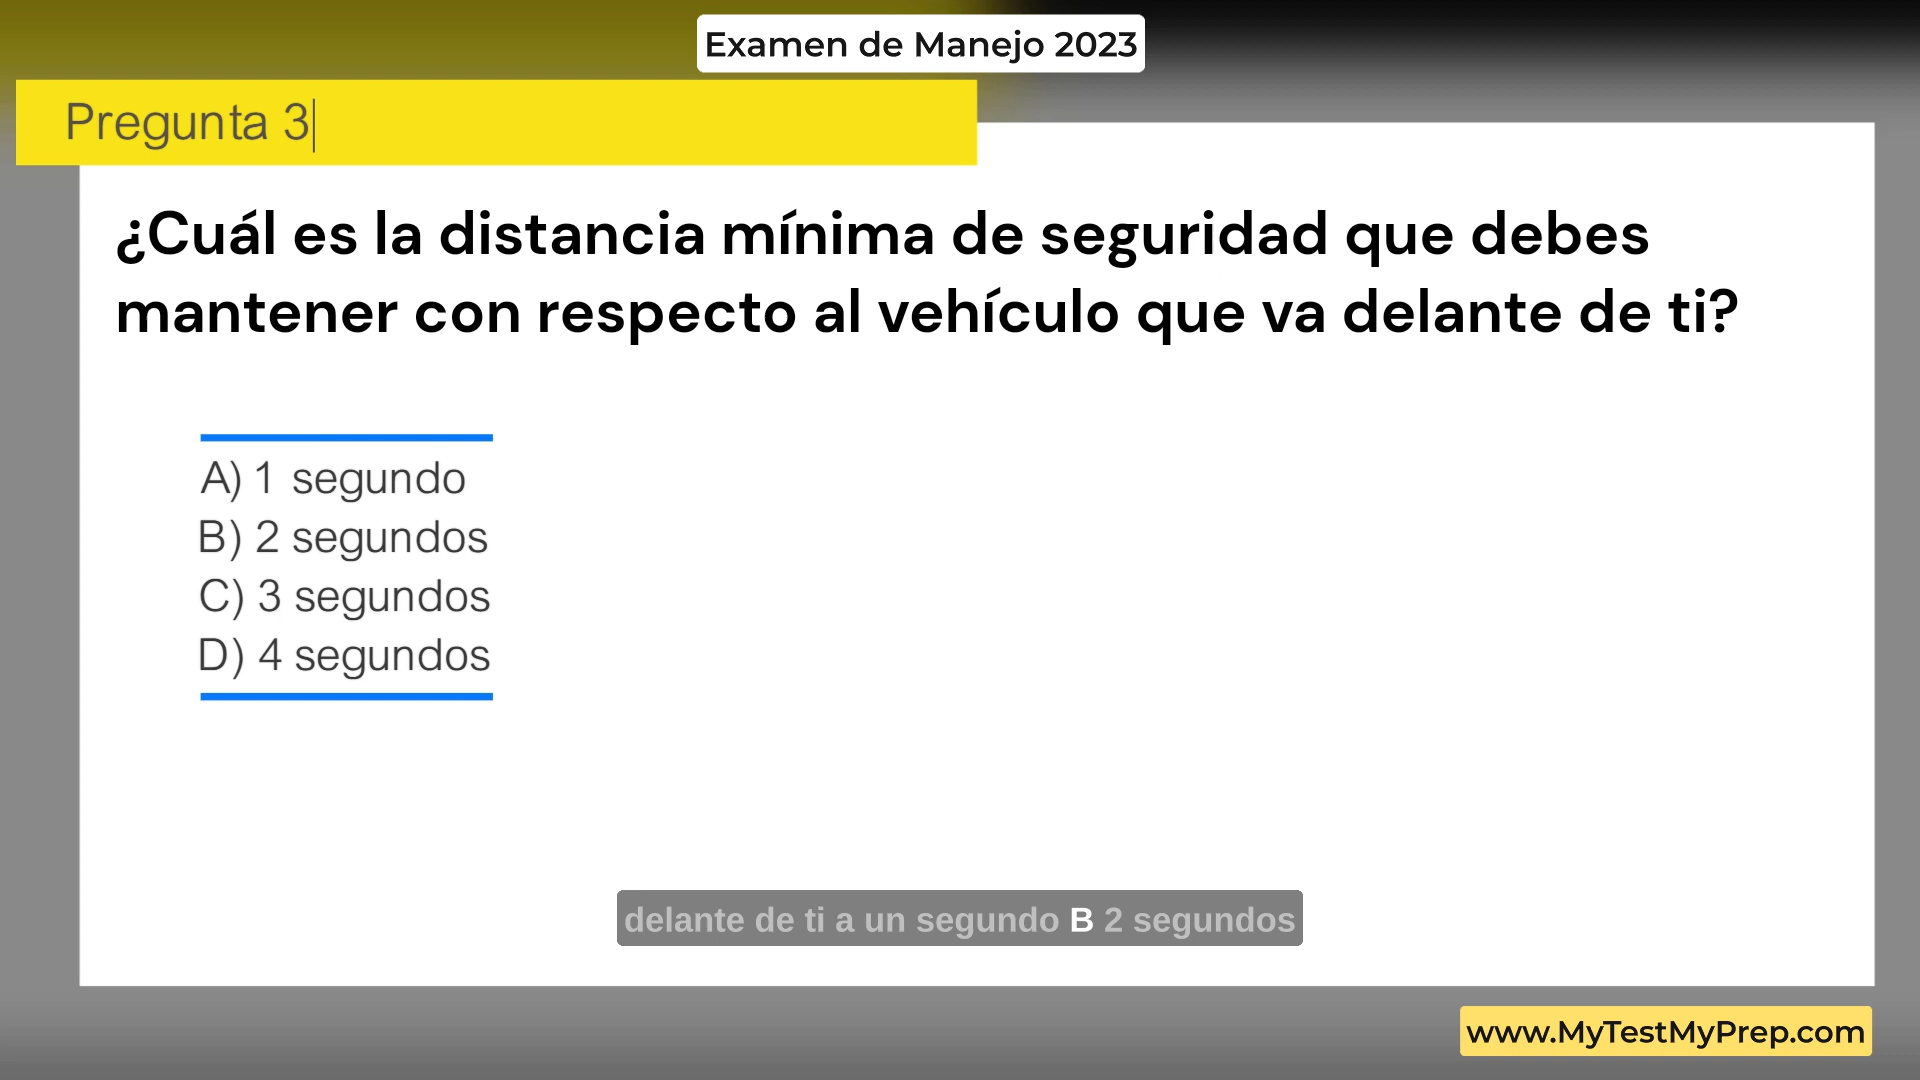 Examen de Manejo 2023
Pregunta 3
¿Cuál es la distancia mínima de seguridad que debes
mantener con respecto al vehículo que va delante de ti?
A) 1 segundo
B) 2 segundos
C) 3 segundos
D) 4 segundos
delante de ti a un segundo B 2 segundos
www.MyTestMyPrep.com